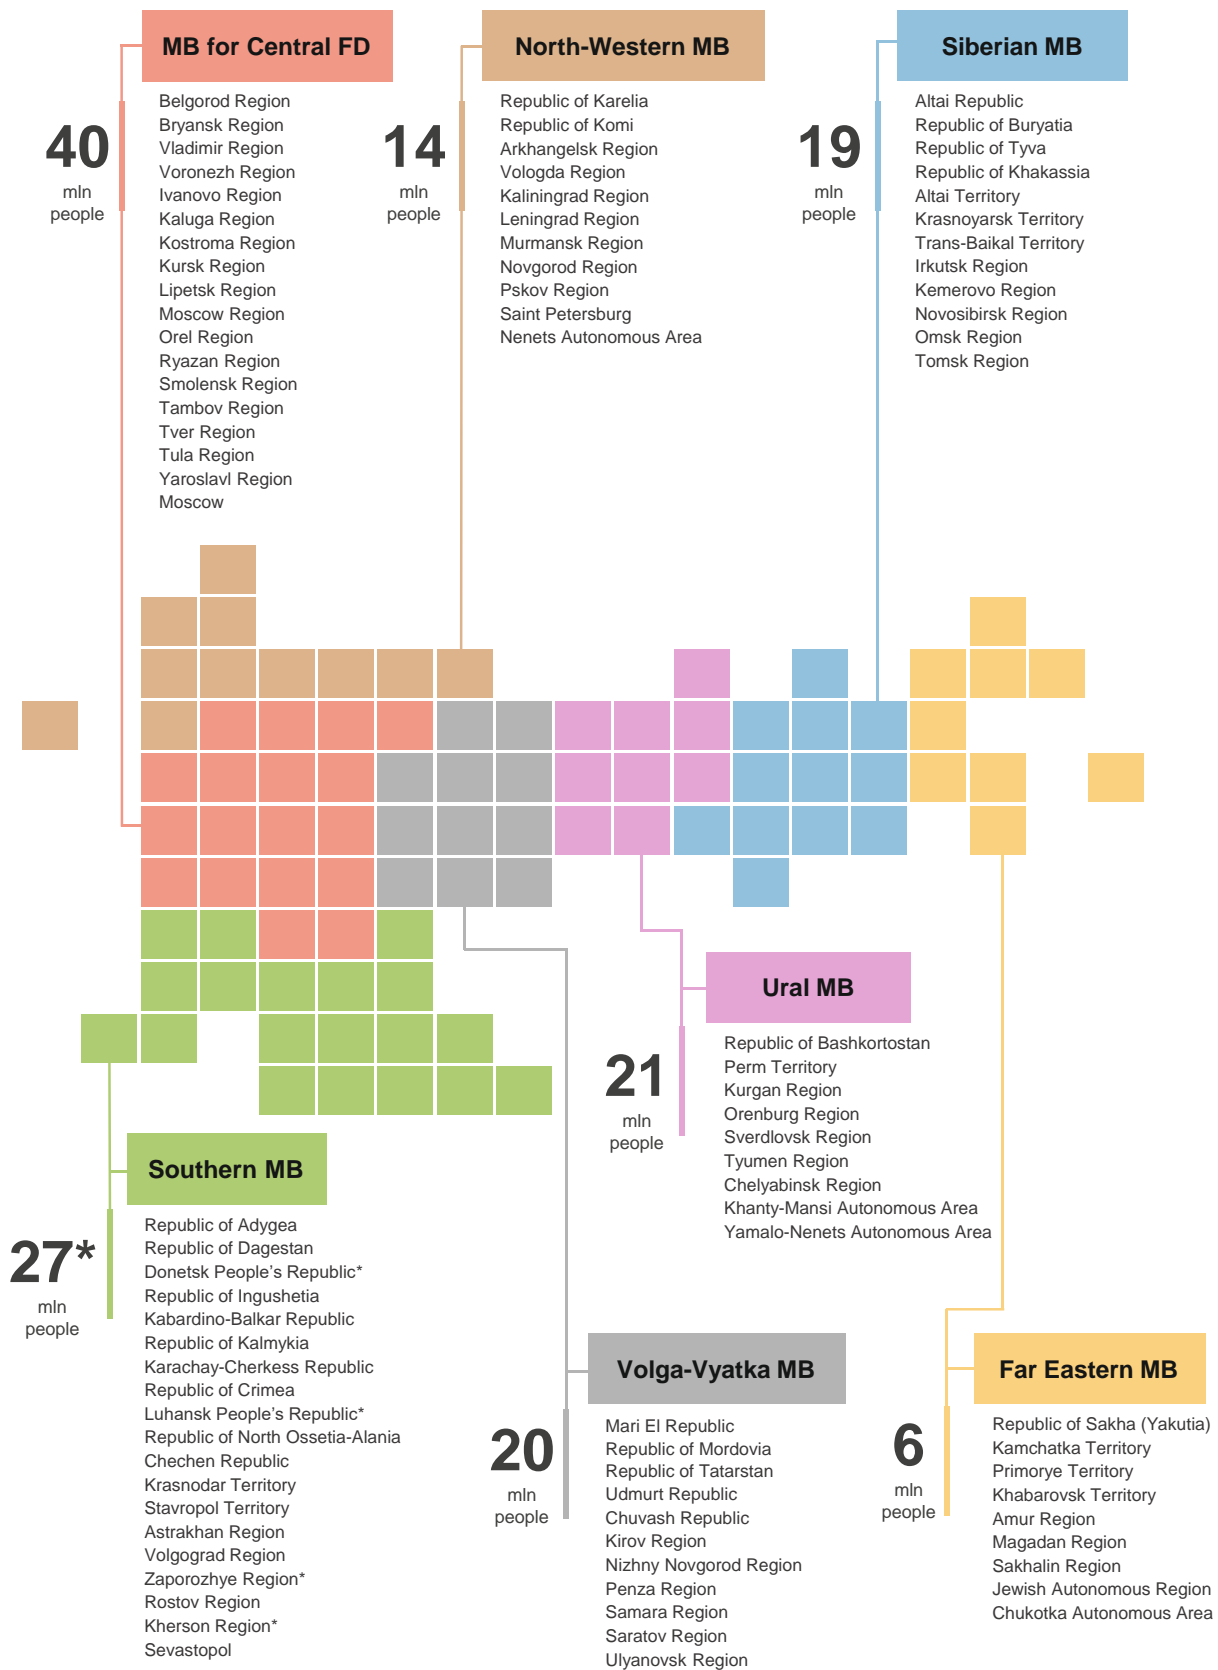 MB for Central FD
40
mln
people
Belgorod Region
Bryansk Region
Vladimir Region
Voronezh Region
Ivanovo Region
Kaluga Region
Kostroma Region
Kursk Region
Lipetsk Region
Moscow Region
Orel Region
Ryazan Region
Smolensk Region
Tambov Region
Tver Region
Tula Region
Yaroslavl Region
Moscow
North-Western MB
14
mln
people
Republic of Karelia
Republic of Komi
Arkhangelsk Region
Vologda Region
Kaliningrad Region
Leningrad Region
Murmansk Region
Novgorod Region
Pskov Region
Saint Petersburg
Nenets Autonomous Area
Siberian MB
19
mln
people
Altai Republic
Republic of Buryatia
Republic of Tyva
Republic of Khakassia
Altai Territory
Krasnoyarsk Territory
Trans-Baikal Territory
Irkutsk Region
Kemerovo Region
Novosibirsk Region
Omsk Region
Tomsk Region
Ural MB
21
mln
people
Republic of Bashkortostan
Perm Territory
Kurgan Region
Orenburg Region
Sverdlovsk Region
Tyumen Region
Chelyabinsk Region
Khanty-Mansi Autonomous Area
Yamalo-Nenets Autonomous Area
Southern MB
27*
mln
people
Republic of Adygea
Republic of Dagestan
Donetsk People's Republic*
Republic of Ingushetia
Kabardino-Balkar Republic
Republic of Kalmykia
Karachay-Cherkess Republic
Republic of Crimea
Luhansk People's Republic*
Republic of North Ossetia-Alania
Chechen Republic
Krasnodar Territory
Stavropol Territory
Astrakhan Region
Volgograd Region
Zaporozhye Region*
Rostov Region
Kherson Region*
Sevastopol
Volga-Vyatka MB
20
mln
people
Mari El Republic
Republic of Mordovia
Republic of Tatarstan
Udmurt Republic
Chuvash Republic
Kirov Region
Nizhny Novgorod Region
Penza Region
Samara Region
Saratov Region
Ulyanovsk Region
Far Eastern MB
6
mln
people
Republic of Sakha (Yakutia)
Kamchatka Territory
Primorye Territory
Khabarovsk Territory
Amur Region
Magadan Region
Sakhalin Region
Jewish Autonomous Region
Chukotka Autonomous Area